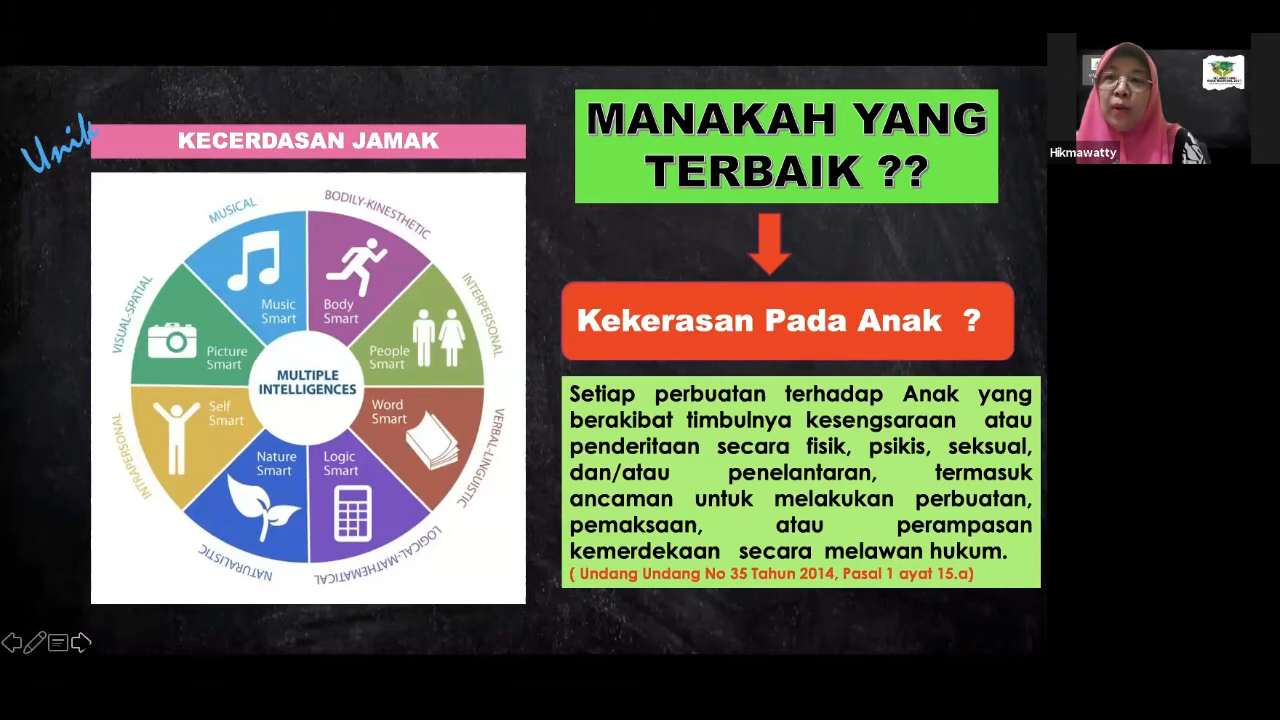 Unik
KECERDASAN JAMAK
MUSICAL
BODILY-KINESTHETIC
VISUAL-SPATIAL
INTERPERSONAL
Music
Smart
Body
Smart
Picture
Smart
People
Smart
MULTIPLE
INTELLIGENCES
Self
Smart
Word
Smart
Nature
Smart
Logic
Smart
INTRAPERSONAL
VERBAL-LINGUISTIC
NATURALISTIC
LOGICAL-MATHEMATICAL
MANAKAH YANG
TERBAIK ??
Kekerasan Pada Anak ?
Setiap perbuatan terhadap Anak yang
berakibat timbulnya kesengsaraan atau
penderitaan secara fisik, psikis, seksual,
dan/atau penelantaran, termasuk
ancaman untuk melakukan perbuatan,
pemaksaan, atau perampasan
kemerdekaan secara melawan hukum.
( Undang Undang No 35 Tahun 2014, Pasal 1 ayat 15.a)
Hikmawatty